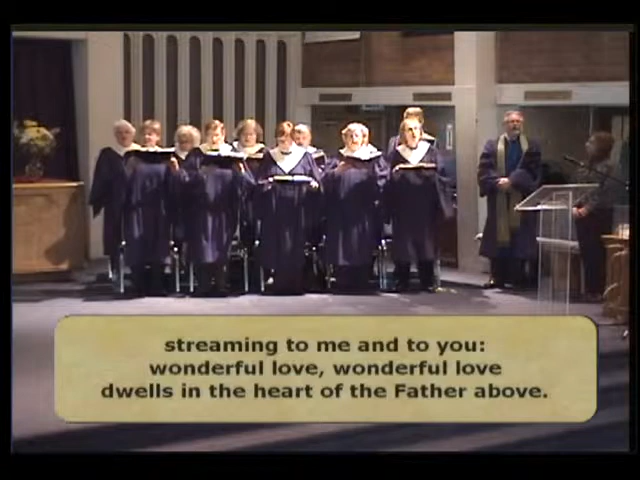 streaming to me and to you:
wonderful love, wonderful love
dwells in the heart of the Father above.